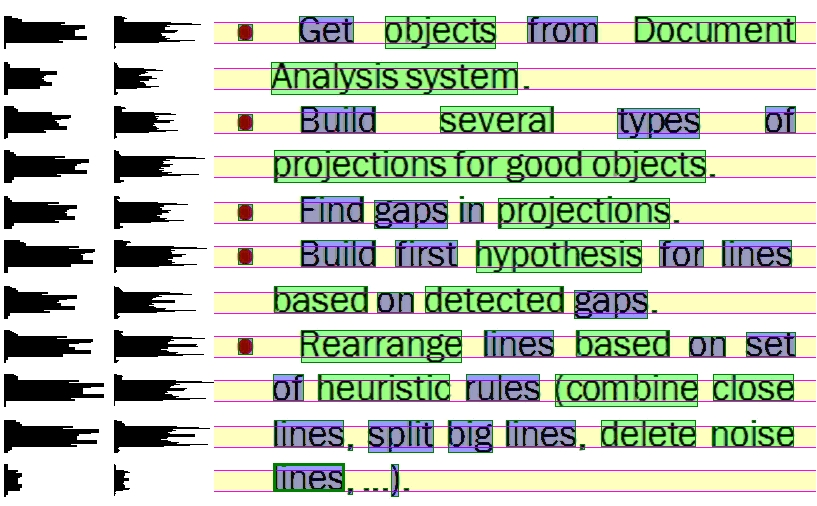 • Get objects from Document
Analysis system.
• Build several types of
projections for good objects.
• Find gaps in projections.
• Build first hypothesis for lines
based on detected gaps.
• Rearrange lines based on set
of heuristic rules (combine close
lines, split big lines, delete noise
lines, ...).